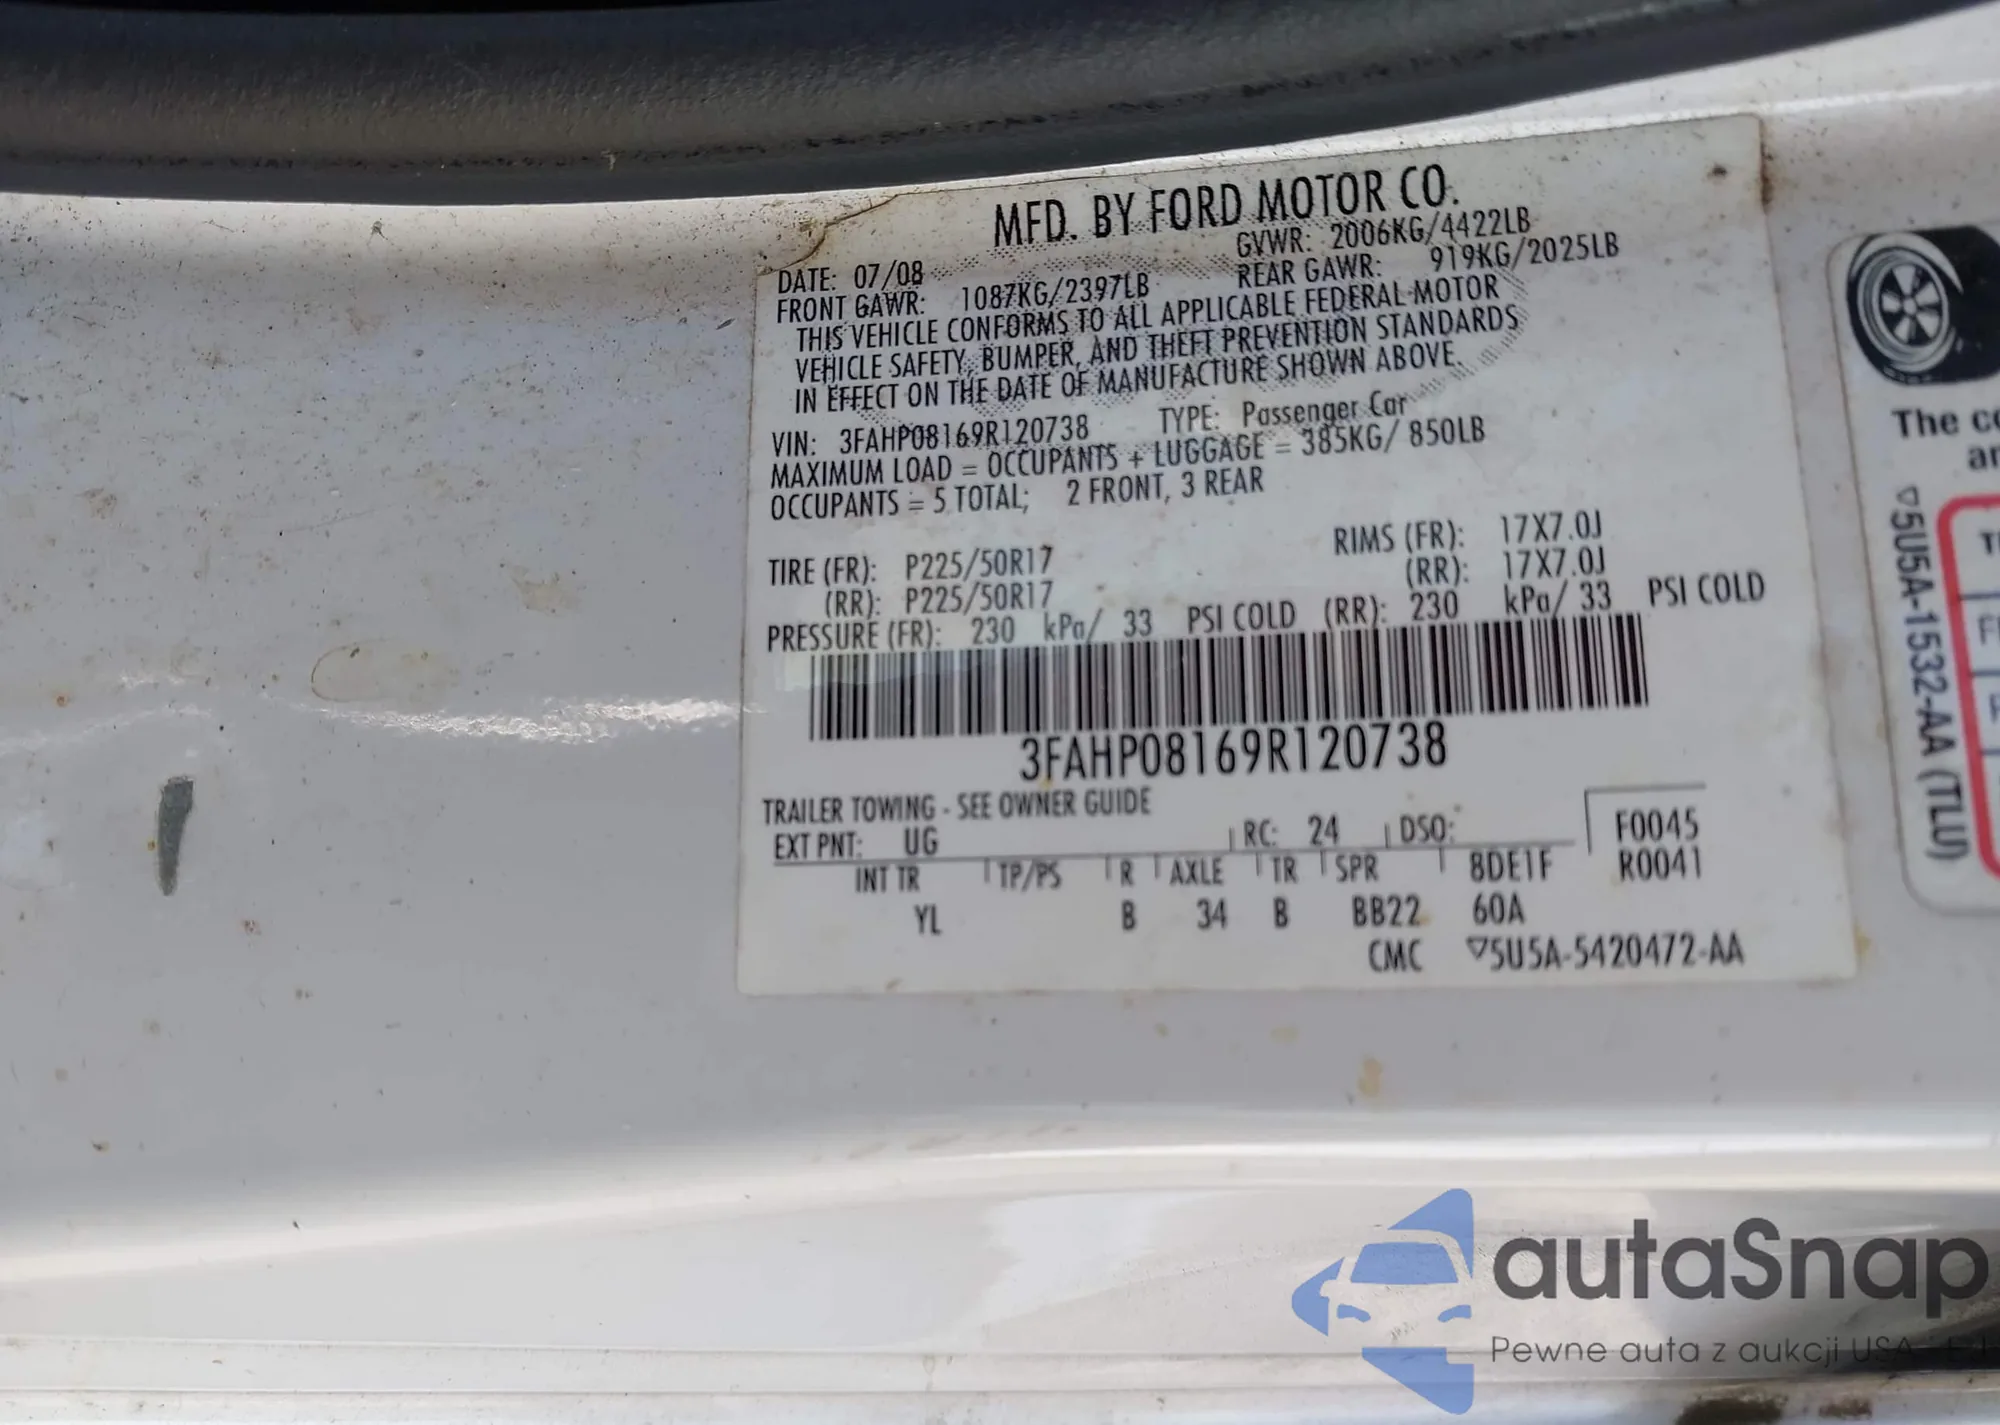 MFD. BY FORD MOTOR CO.
DATE: 07/08 GVWR: 2006KG/4422LB
FRONT GAWR: 1087KG/2397LB REAR GAWR: 919KG/2025LB
THIS VEHICLE CONFORMS TO ALL APPLICABLE FEDERAL MOTOR
VEHICLE SAFETY, BUMPER, AND THEFT PREVENTION STANDARDS
IN EFFECT ON THE DATE OF MANUFACTURE SHOWN ABOVE.
VIN: 3FAHP08169R120738 TYPE: Passenger Car
MAXIMUM LOAD = OCCUPANTS + LUGGAGE = 385KG/ 850LB
OCCUPANTS = 5 TOTAL; 2 FRONT, 3 REAR
TIRE (FR): P225/50R17 RIMS (FR): 17X7.0J
(RR): P225/50R17 (RR): 17X7.0J
PRESSURE (FR): 230 kPa/ 33 PSI COLD (RR): 230 kPa/ 33 PSI COLD
3FAHP08169R120738
TRAILER TOWING - SEE OWNER GUIDE
EXT PNT: UG RC: 24 DSO: F0045
INT TR TP/PS R AXLE TR SPR 8DE1F R0041
YL B 34 B BB22 60A
CMC ▽5U5A-5420472-AA
The
▽5U5A-1532-AA (TLU)
autaSnap
Pewne auta z aukcji USA